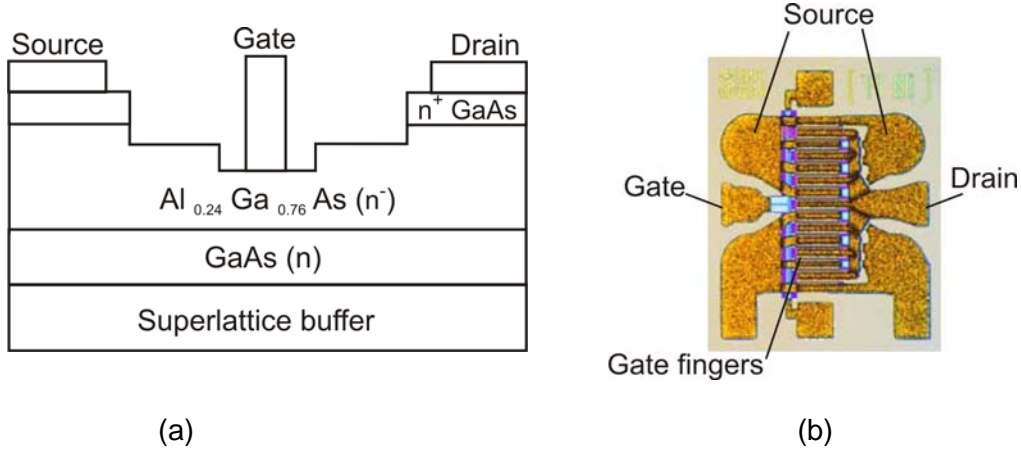 Source
Gate
Drain
n+ GaAs
Al 0.24 Ga 0.76 As (n-)
GaAs (n)
Superlattice buffer
(a)
Source
Gate
Drain
Gate fingers
(b)